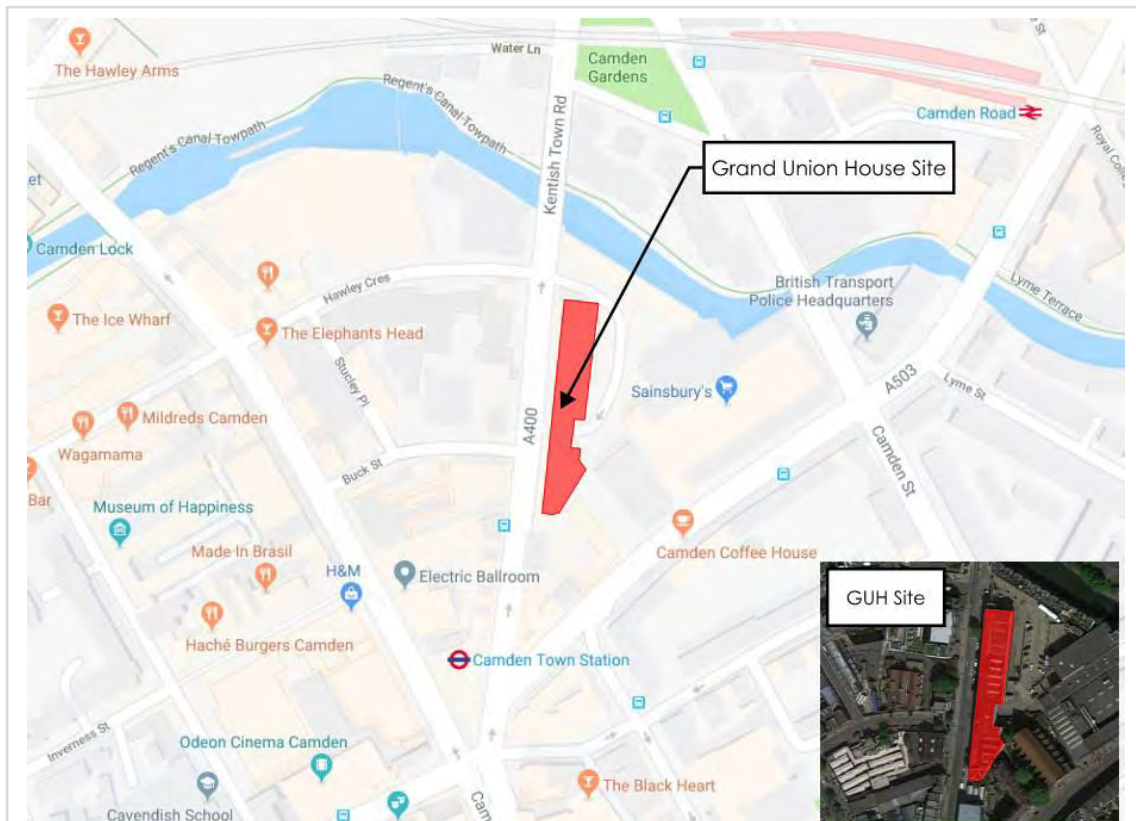 The Hawley Arms
Water Ln
Camden
Gardens
Regent's Canal Towpath
Regent's Canal Towpath
Kentish Town Rd
Camden Road
Royal Colleg
Grand Union House Site
Camden Lock
Hawley Cres
British Transport
Police Headquarters
Lyme Terrace
The Ice Wharf
The Elephants Head
Stucley Pl
Sainsbury's
A503
Lyme St
A400
Mildreds Camden
Wagamama
Buck St
Camden St
Bar
Museum of Happiness
Camden Coffee House
Made In Brasil
H&M
Electric Ballroom
GUH Site
Haché Burgers Camden
Camden Town Station
Inverness St
Odeon Cinema Camden
The Black Heart
Cam
Cavendish School